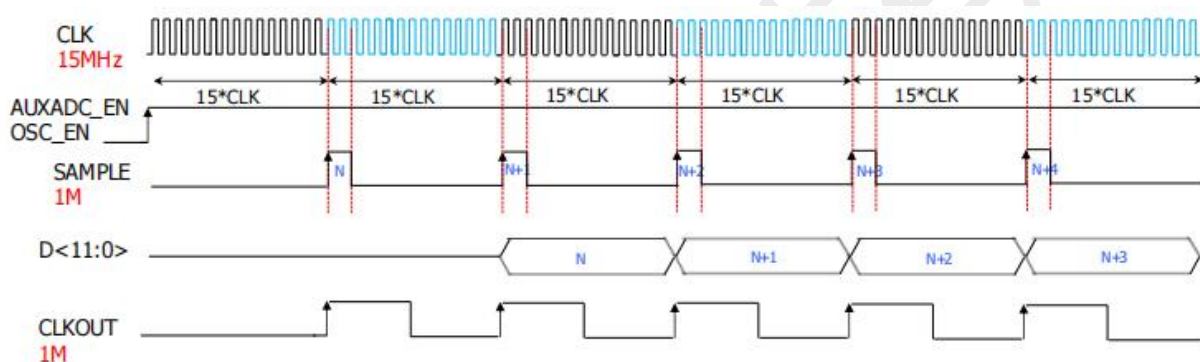 CLK
15MHz
15*CLK 15*CLK 15*CLK 15*CLK 15*CLK 15*CLK
AUXADC_EN
OSC_EN
SAMPLE
1M
N N+1 N+2 N+3 N+4
D<11:0>
N N+1 N+2 N+3
CLKOUT
1M